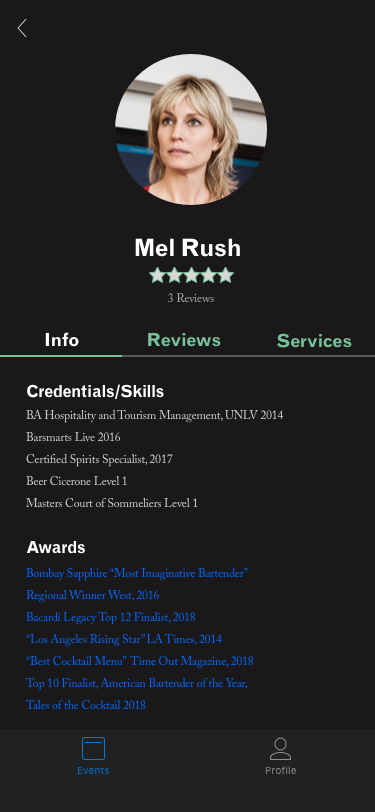 Mel Rush
3 Reviews
Info Reviews Services
Credentials/Skills
BA Hospitality and Tourism Management, UNLV 2014
Barsmarts Live 2016
Certified Spirits Specialist, 2017
Beer Cicerone Level 1
Masters Court of Sommeliers Level 1
Awards
Bombay Sapphire “Most Imaginative Bartender”
Regional Winner West, 2016
Bacardí Legacy Top 12 Finalist, 2018
“Los Angeles Rising Star” LA Times, 2014
“Best Cocktail Menu” Time Out Magazine, 2018
Top 10 Finalist, American Bartender of the Year,
Tales of the Cocktail 2018
Events Profile